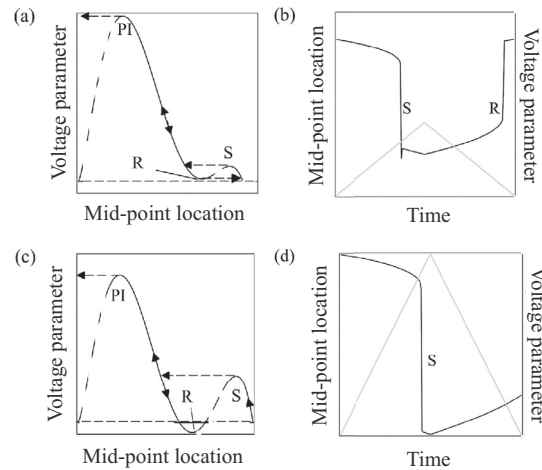 (a)
Voltage parameter
PI
R
S
Mid-point location
(b)
Mid-point location
S
R
Voltage parameter
Time
(c)
Voltage parameter
PI
R
S
Mid-point location
(d)
Mid-point location
S
Voltage parameter
Time